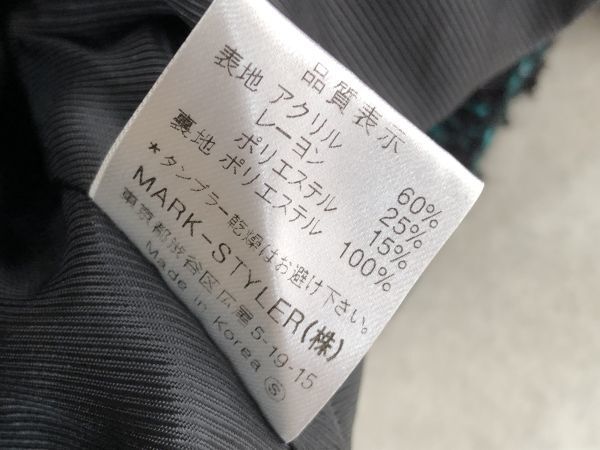 品質表示
表地 アクリル 60%
レーヨン 25%
ポリエステル 15%
裏地 ポリエステル 100%
*タンブラー乾燥はお避け下さい。
MARK-STYLER(株)
東京都渋谷区広尾5-19-15
Made in Korea Ⓢ